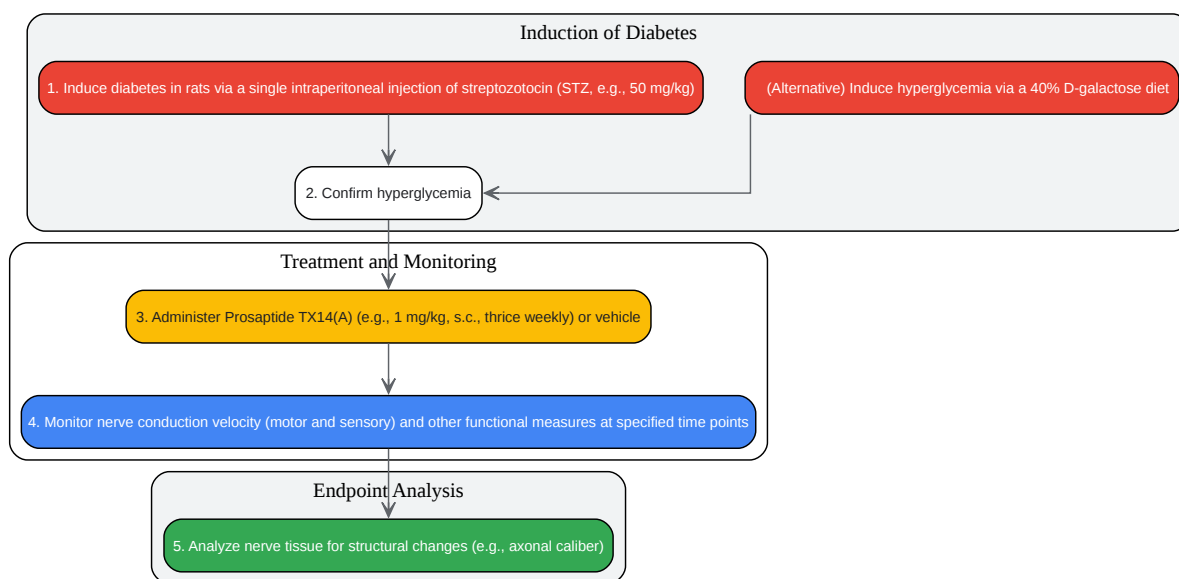 Induction of Diabetes
1. Induce diabetes in rats via a single intraperitoneal injection of streptozotocin (STZ, e.g., 50 mg/kg)
(Alternative) Induce hyperglycemia via a 40% D-galactose diet
2. Confirm hyperglycemia
Treatment and Monitoring
3. Administer Prosaptide TX14(A) (e.g., 1 mg/kg, s.c., thrice weekly) or vehicle
4. Monitor nerve conduction velocity (motor and sensory) and other functional measures at specified time points
Endpoint Analysis
5. Analyze nerve tissue for structural changes (e.g., axonal caliber)